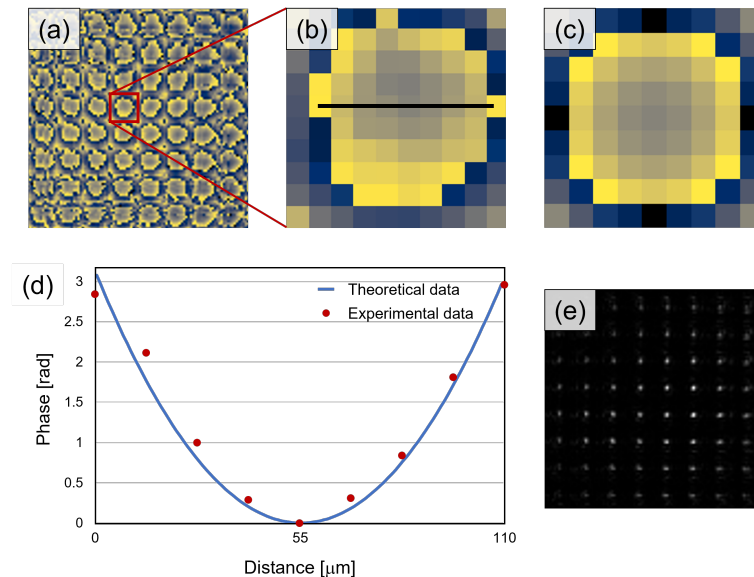 (a)
(b)
(c)
(d)
3
2.5
2
1.5
1
0.5
0
Phase [rad]
Theoretical data
Experimental data
0
55
110
Distance [μm]
(e)